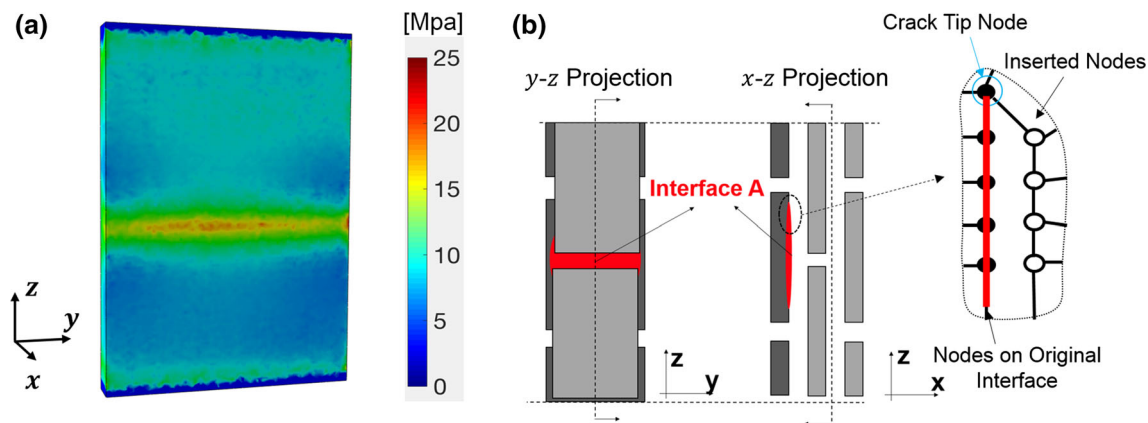 (a)
[Mpa]
25
20
15
10
5
0
z
y
x
(b)
y-z Projection
x-z Projection
Interface A
z
y
z
x
Crack Tip Node
Inserted Nodes
Nodes on Original
Interface